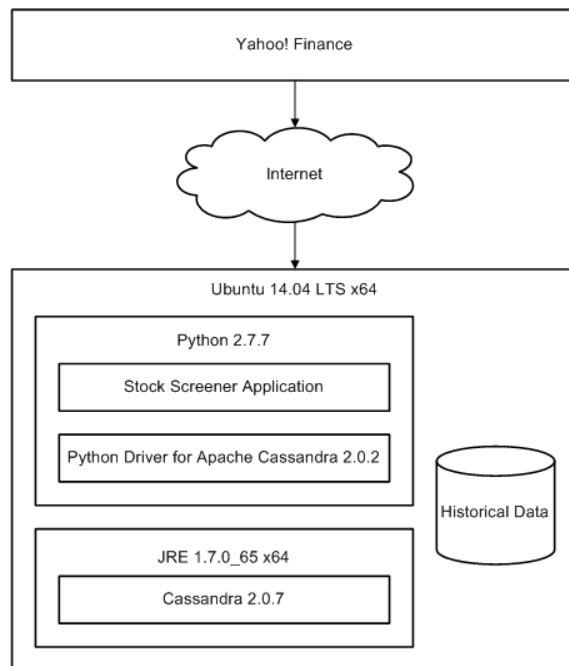 Yahoo! Finance
Internet
Ubuntu 14.04 LTS x64
Python 2.7.7
Stock Screener Application
Python Driver for Apache Cassandra 2.0.2
Historical Data
JRE 1.7.0_65 x64
Cassandra 2.0.7